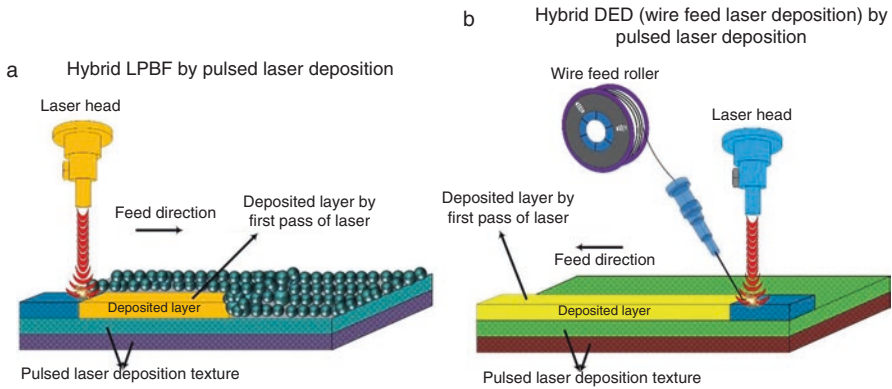 a
Hybrid LPBF by pulsed laser deposition
Laser head
Feed direction
Deposited layer by
first pass of laser
Deposited layer
Pulsed laser deposition texture
b
Hybrid DED (wire feed laser deposition) by
pulsed laser deposition
Wire feed roller
Laser head
Deposited layer by
first pass of laser
Feed direction
Deposited layer
Pulsed laser deposition texture